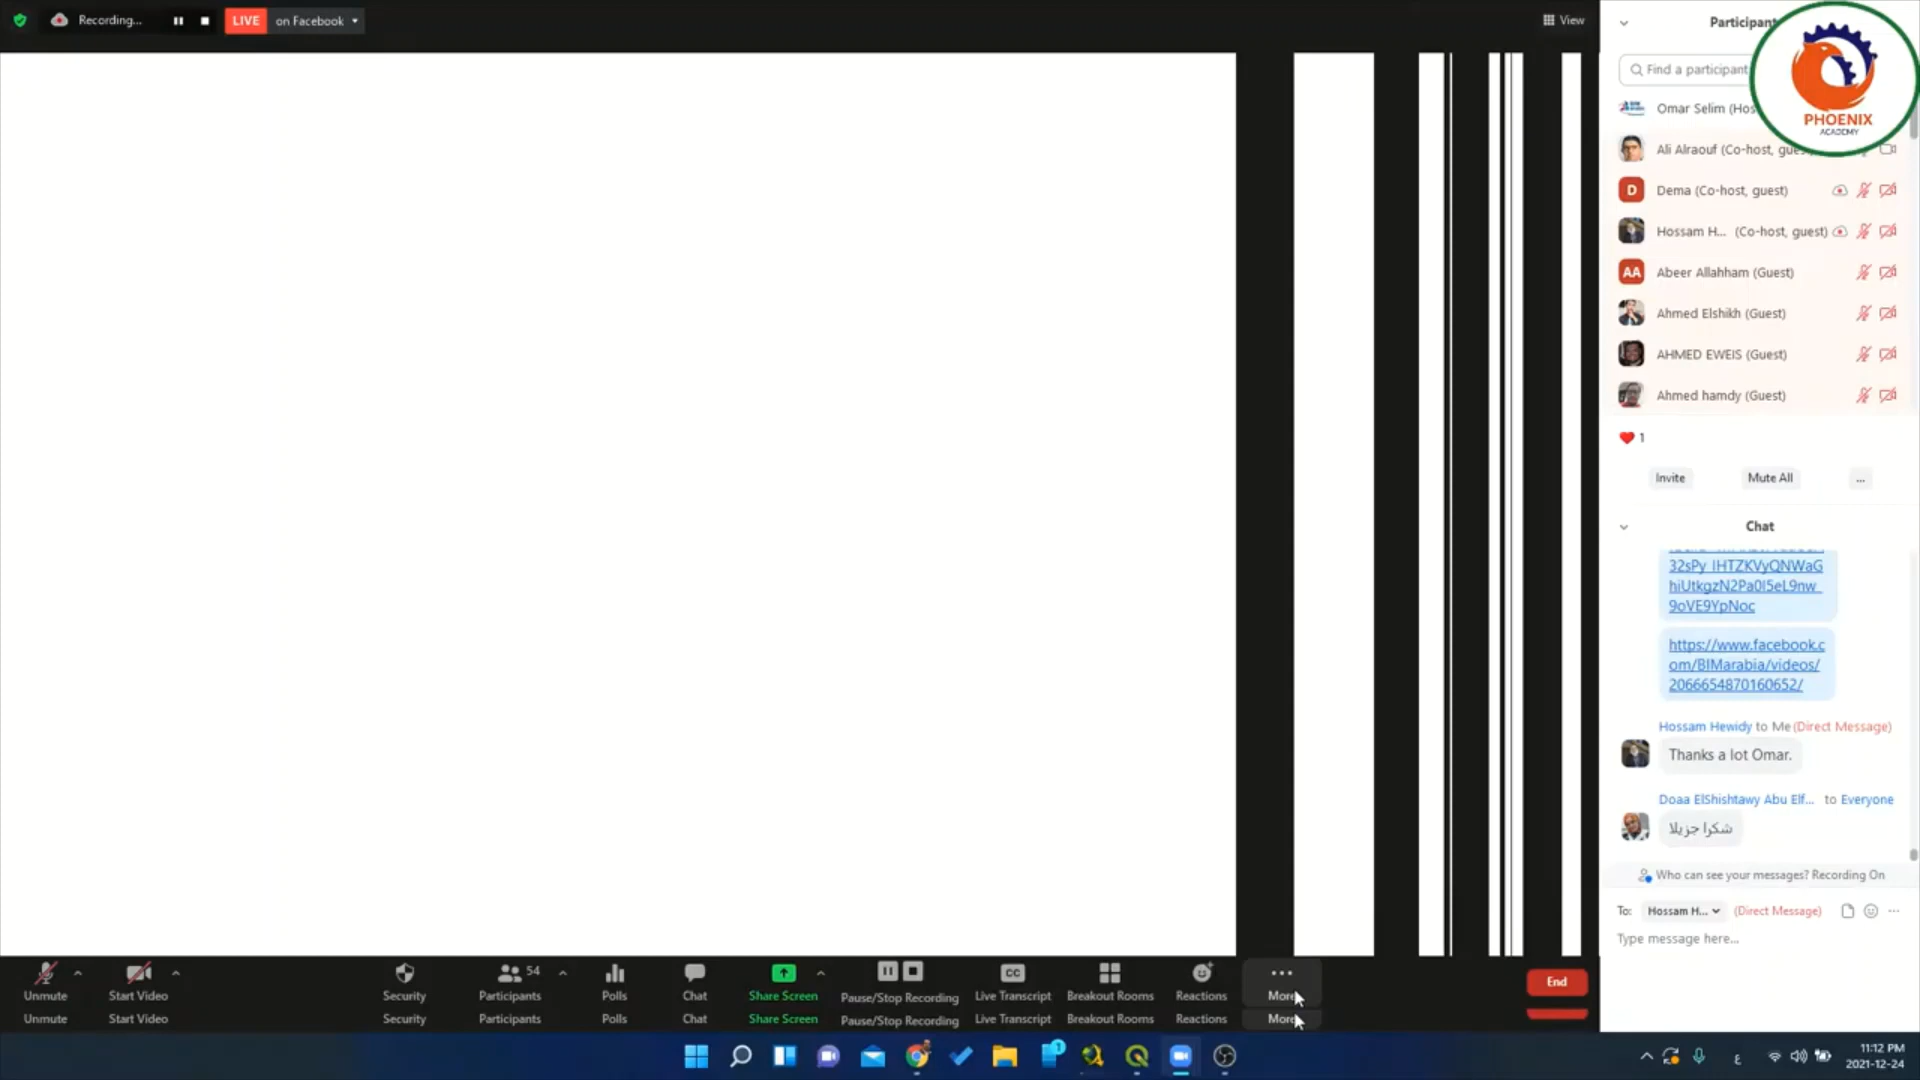 Recording...
LIVE on Facebook
View
Participant
Find a participant
PHOENIX
ACADEMY
Omar Selim (Hos
Ali Alraouf (Co-host, gue
Dema (Co-host, guest)
Hossam H... (Co-host, guest)
AA Abeer Allahham (Guest)
Ahmed Elshikh (Guest)
AHMED EWEIS (Guest)
Ahmed hamdy (Guest)
1
Invite Mute All ...
Chat
32sPy_lHTZKVyQNWaG
hiUtkgzN2Pa0I5eL9nw_
9oVE9YpNoc
https://www.facebook.c
om/BIMarabia/videos/
2066654870160652/
Hossam Hewidy to Me (Direct Message)
Thanks a lot Omar.
Doaa ElShishtawy Abu Elf... to Everyone
شكرا جزيلا
Who can see your messages? Recording On
To: Hossam H... (Direct Message)
Type message here...
54
CC
Unmute Start Video Security Participants Polls Chat Share Screen Pause/Stop Recording Live Transcript Breakout Rooms Reactions More End
Unmute Start Video Security Participants Polls Chat Share Screen Pause/Stop Recording Live Transcript Breakout Rooms Reactions More
1
ع
11:12 PM
2021-12-24